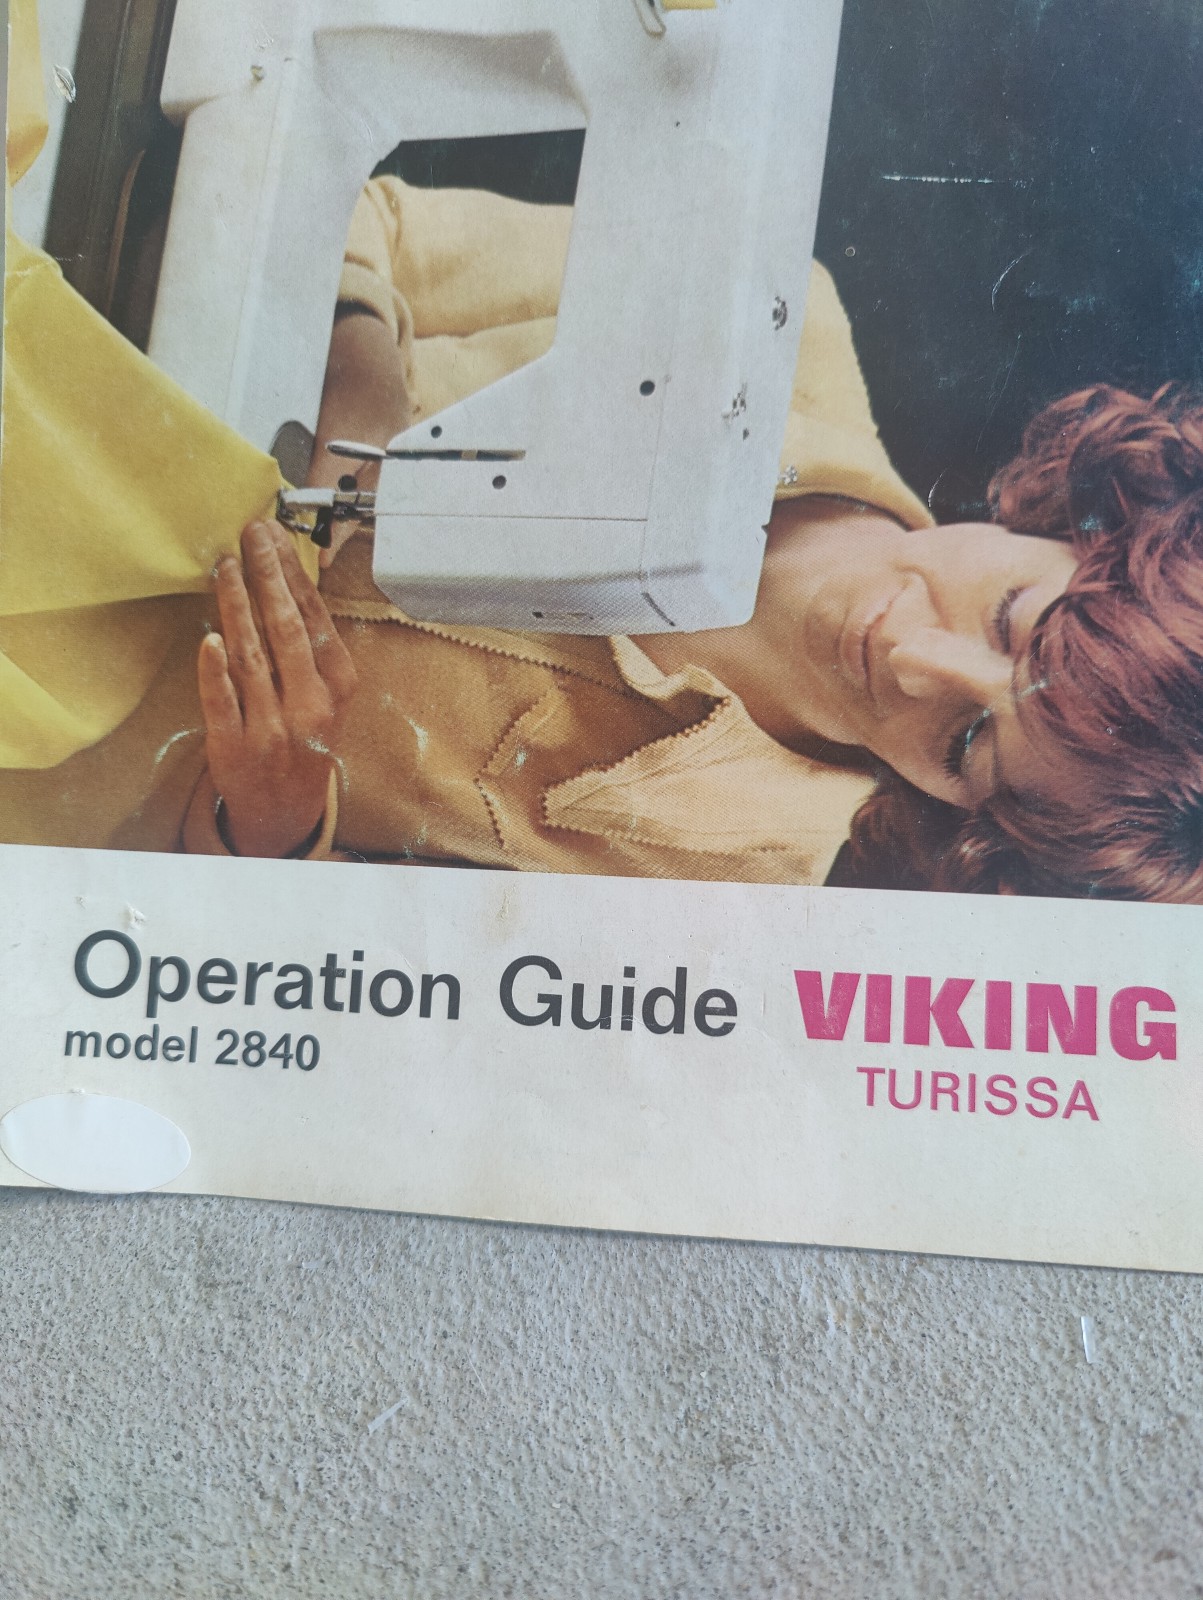 Operation Guide
model 2840
VIKING
TURISSA